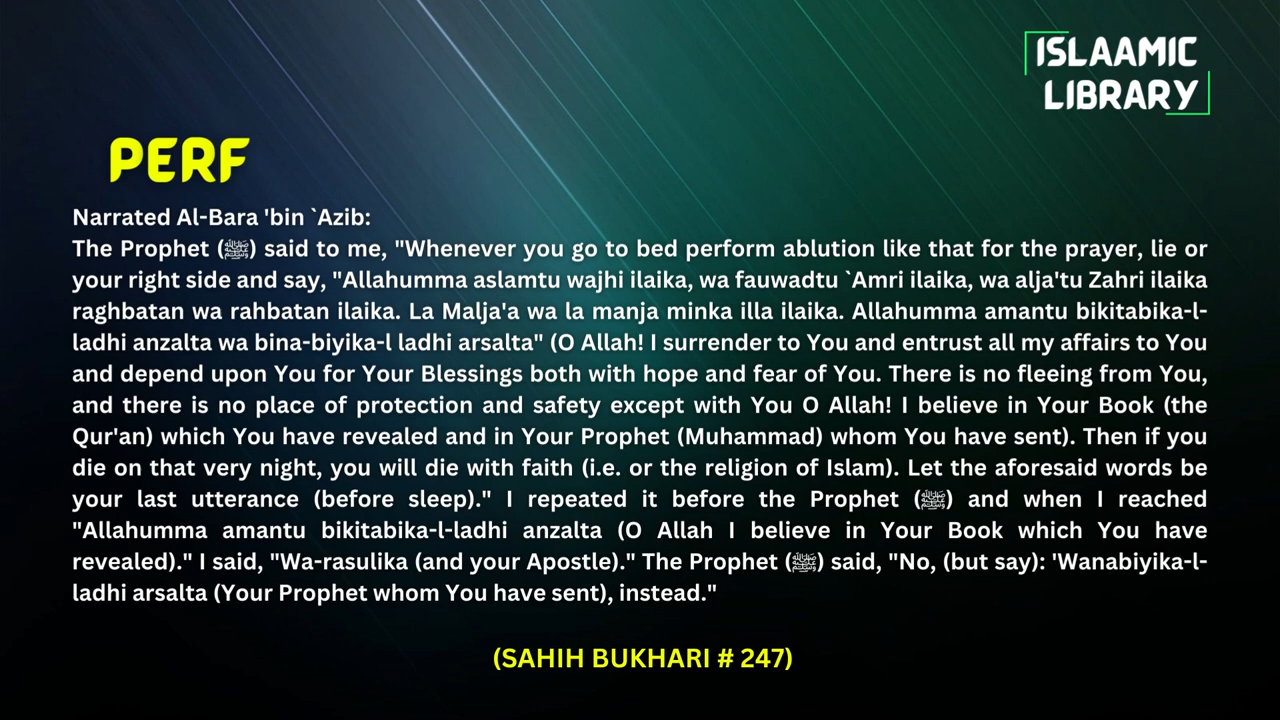 ISLAAMIC
LIBRARY
PERF
Narrated Al-Bara 'bin `Azib:
The Prophet (ﷺ) said to me, "Whenever you go to bed perform ablution like that for the prayer, lie or
your right side and say, "Allahumma aslamtu wajhi ilaika, wa fauwadtu `Amri ilaika, wa alja'tu Zahri ilaika
raghbatan wa rahbatan ilaika. La Malja'a wa la manja minka illa ilaika. Allahumma amantu bikitabika-l-
ladhi anzalta wa bina-biyika-l ladhi arsalta" (O Allah! I surrender to You and entrust all my affairs to You
and depend upon You for Your Blessings both with hope and fear of You. There is no fleeing from You,
and there is no place of protection and safety except with You O Allah! I believe in Your Book (the
Qur'an) which You have revealed and in Your Prophet (Muhammad) whom You have sent). Then if you
die on that very night, you will die with faith (i.e. or the religion of Islam). Let the aforesaid words be
your last utterance (before sleep)." I repeated it before the Prophet (ﷺ) and when I reached
"Allahumma amantu bikitabika-l-ladhi anzalta (O Allah I believe in Your Book which You have
revealed)." I said, "Wa-rasulika (and your Apostle)." The Prophet (ﷺ) said, "No, (but say): 'Wanabiyika-l-
ladhi arsalta (Your Prophet whom You have sent), instead."
(SAHIH BUKHARI # 247)